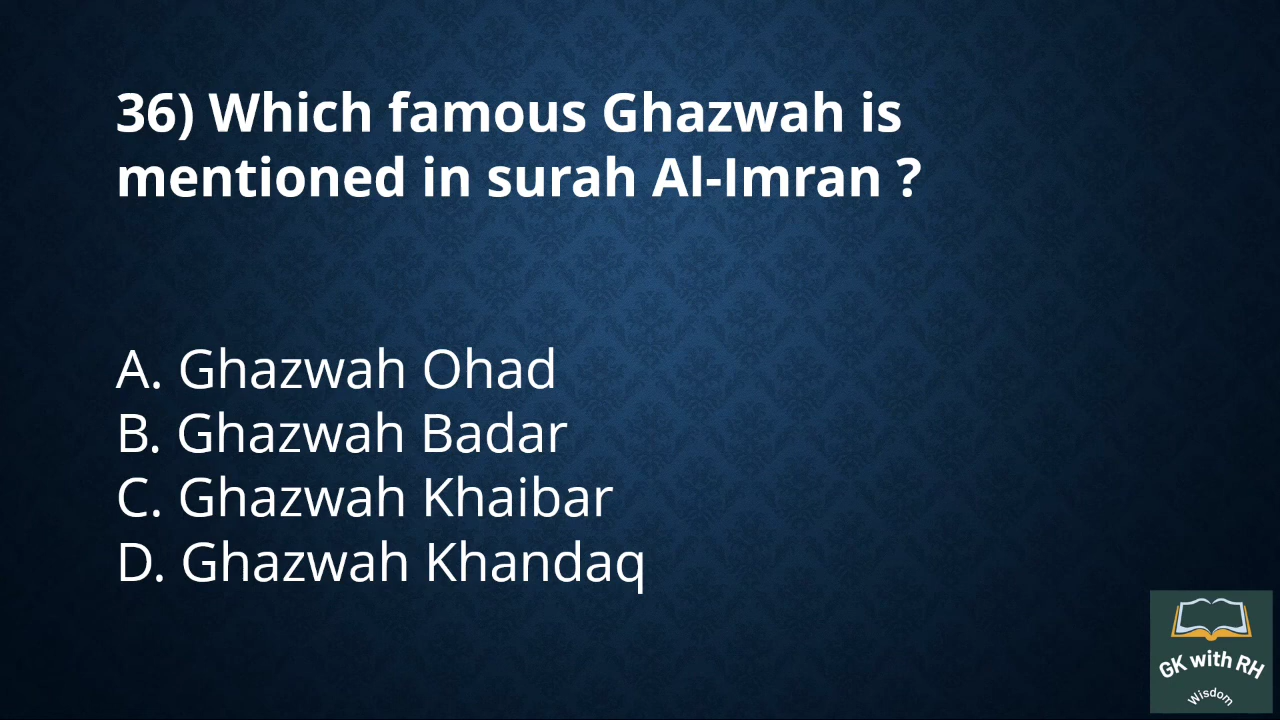 36) Which famous Ghazwah is
mentioned in surah Al-Imran ?
A. Ghazwah Ohad
B. Ghazwah Badar
C. Ghazwah Khaibar
D. Ghazwah Khandaq
GK with RH
Wisdom